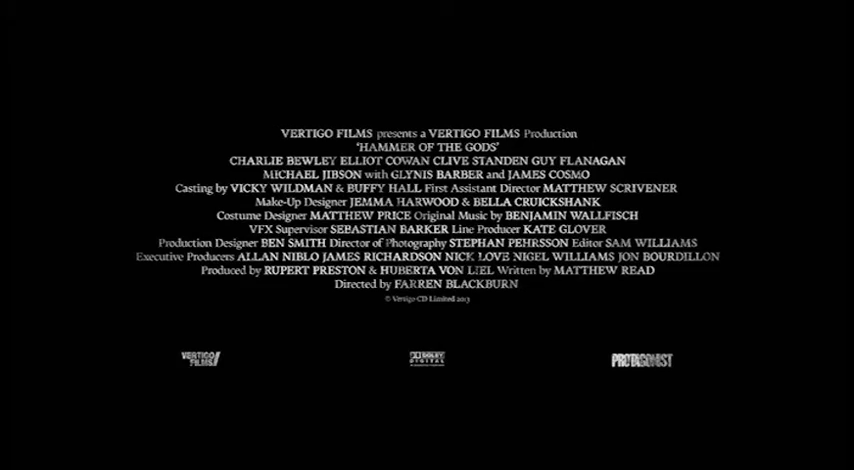 VERTIGO FILMS presents a VERTIGO FILMS Production
'HAMMER OF THE GODS'
CHARLIE BEWLEY ELLIOT COWAN CLIVE STANDEN GUY FLANAGAN
MICHAEL JIBSON with GLYNIS BARBER and JAMES COSMO
Casting by VICKY WILDMAN & BUFFY HALL First Assistant Director MATTHEW SCRIVENER
Make-Up Designer JEMMA HARWOOD & BELLA CRUICKSHANK
Costume Designer MATTHEW PRICE Original Music by BENJAMIN WALLFISCH
VFX Supervisor SEBASTIAN BARKER Line Producer KATE GLOVER
Production Designer BEN SMITH Director of Photography STEPHAN PEHRSSON Editor SAM WILLIAMS
Executive Producers ALLAN NIBLO JAMES RICHARDSON NICK LOVE NIGEL WILLIAMS JON BOURDILLON
Produced by RUPERT PRESTON & HUBERTA VON LIEL Written by MATTHEW READ
Directed by FARREN BLACKBURN
© Vertigo CD Limited 2013
VERTIGO
FILMS
DOLBY
DIGITAL
PROTAGONIST